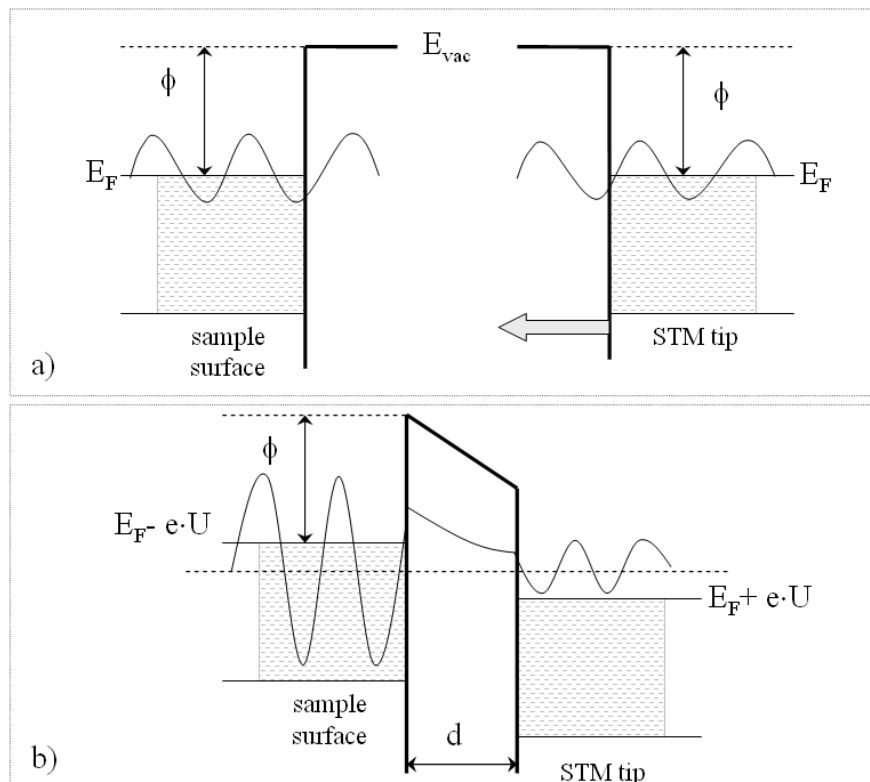 E_vac
ϕ ϕ
E_F E_F
sample
surface
STM tip
a)
ϕ
E_F- e·U
E_F+ e·U
sample
surface
d
STM tip
b)